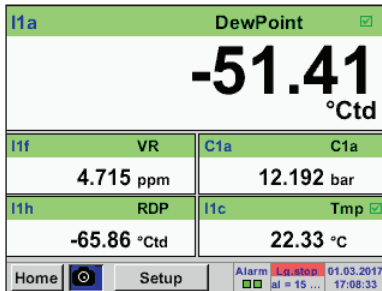 I1a DewPoint
-51.41
°Ctd
I1f VR C1a C1a
4.715 ppm 12.192 bar
I1h RDP I1c Tmp
-65.86 °Ctd 22.33 °C
Home Setup Alarm Lg.stop 01.03.2017
al = 15 ... 17:08:33